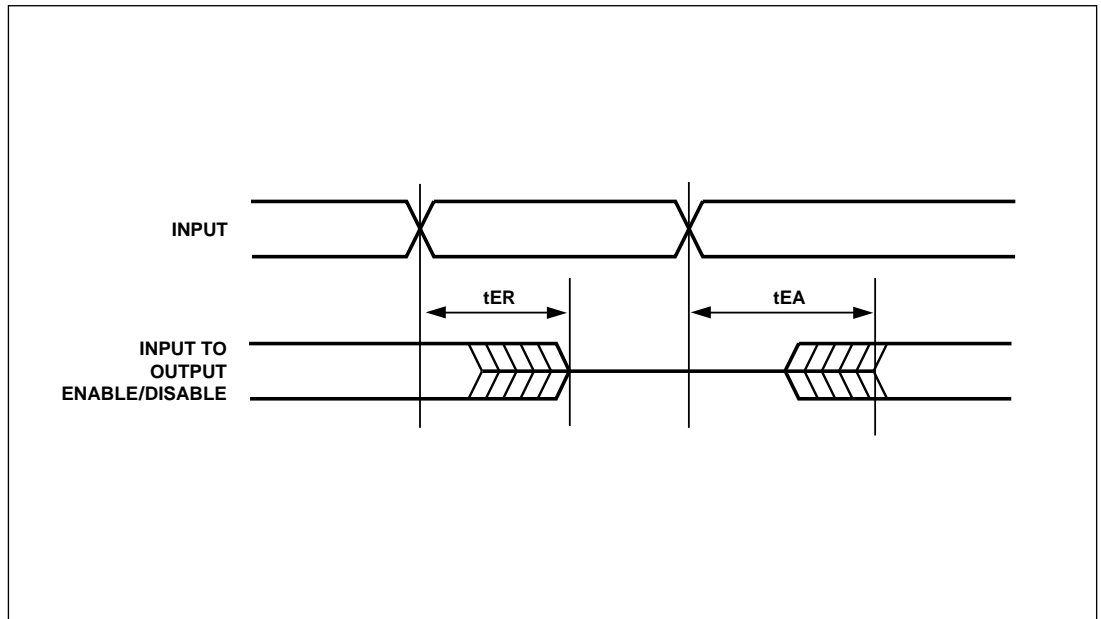 INPUT
tER
tEA
INPUT TO
OUTPUT
ENABLE/DISABLE